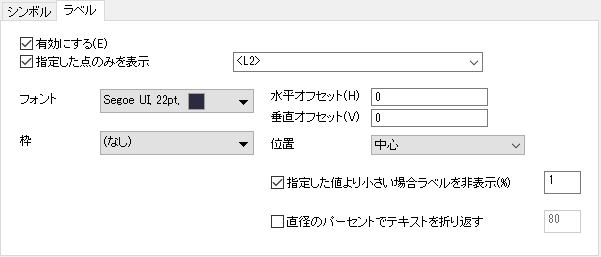 シンボル ラベル
有効にする(E)
指定した点のみを表示 <L2>
フォント Segoe UI, 22pt, 水平オフセット(H) 0
垂直オフセット(V) 0
枠 (なし) 位置 中心
指定した値より小さい場合ラベルを非表示(%) 1
直径のパーセントでテキストを折り返す 80